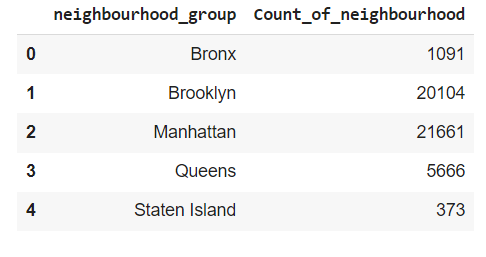 neighbourhood_group Count_of_neighbourhood
0 Bronx 1091
1 Brooklyn 20104
2 Manhattan 21661
3 Queens 5666
4 Staten Island 373